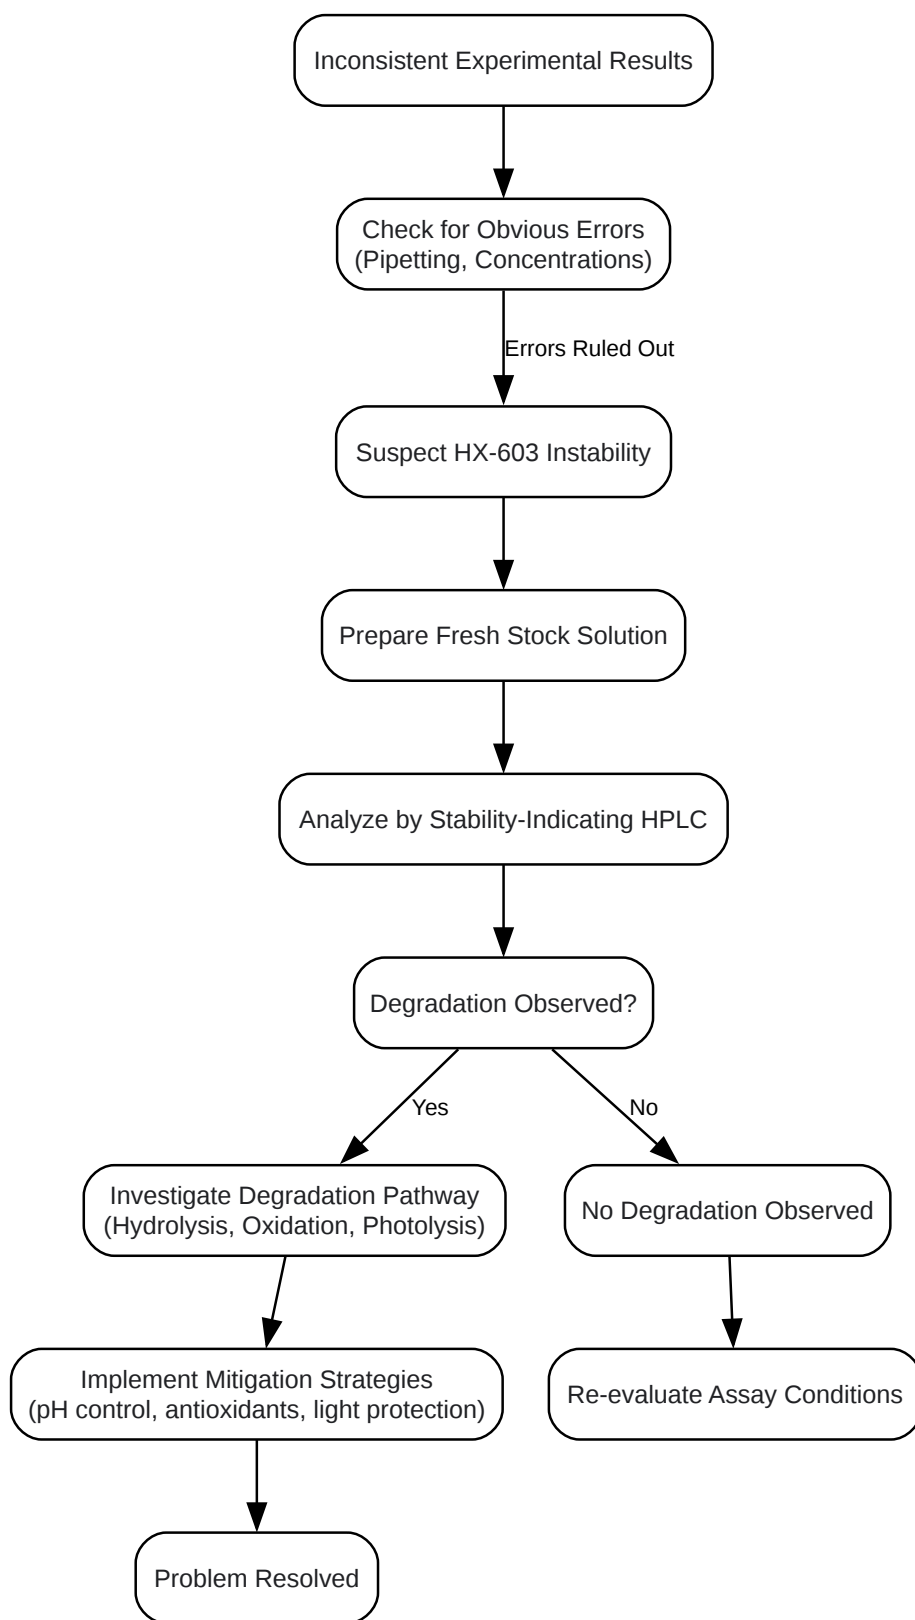 Inconsistent Experimental Results
Check for Obvious Errors
(Pipetting, Concentrations)
Errors Ruled Out
Suspect HX-603 Instability
Prepare Fresh Stock Solution
Analyze by Stability-Indicating HPLC
Degradation Observed?
Yes
No
Investigate Degradation Pathway
(Hydrolysis, Oxidation, Photolysis)
No Degradation Observed
Implement Mitigation Strategies
(pH control, antioxidants, light protection)
Re-evaluate Assay Conditions
Problem Resolved